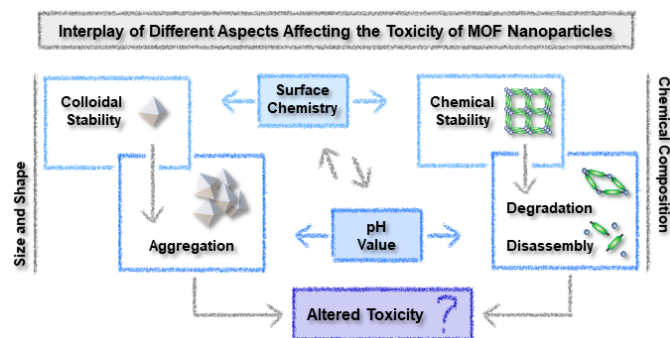 Interplay of Different Aspects Affecting the Toxicity of MOF Nanoparticles
Size and Shape
Colloidal
Stability
Surface
Chemistry
Chemical
Stability
Chemical Composition
Aggregation
pH
Value
Degradation
Disassembly
Altered Toxicity ?